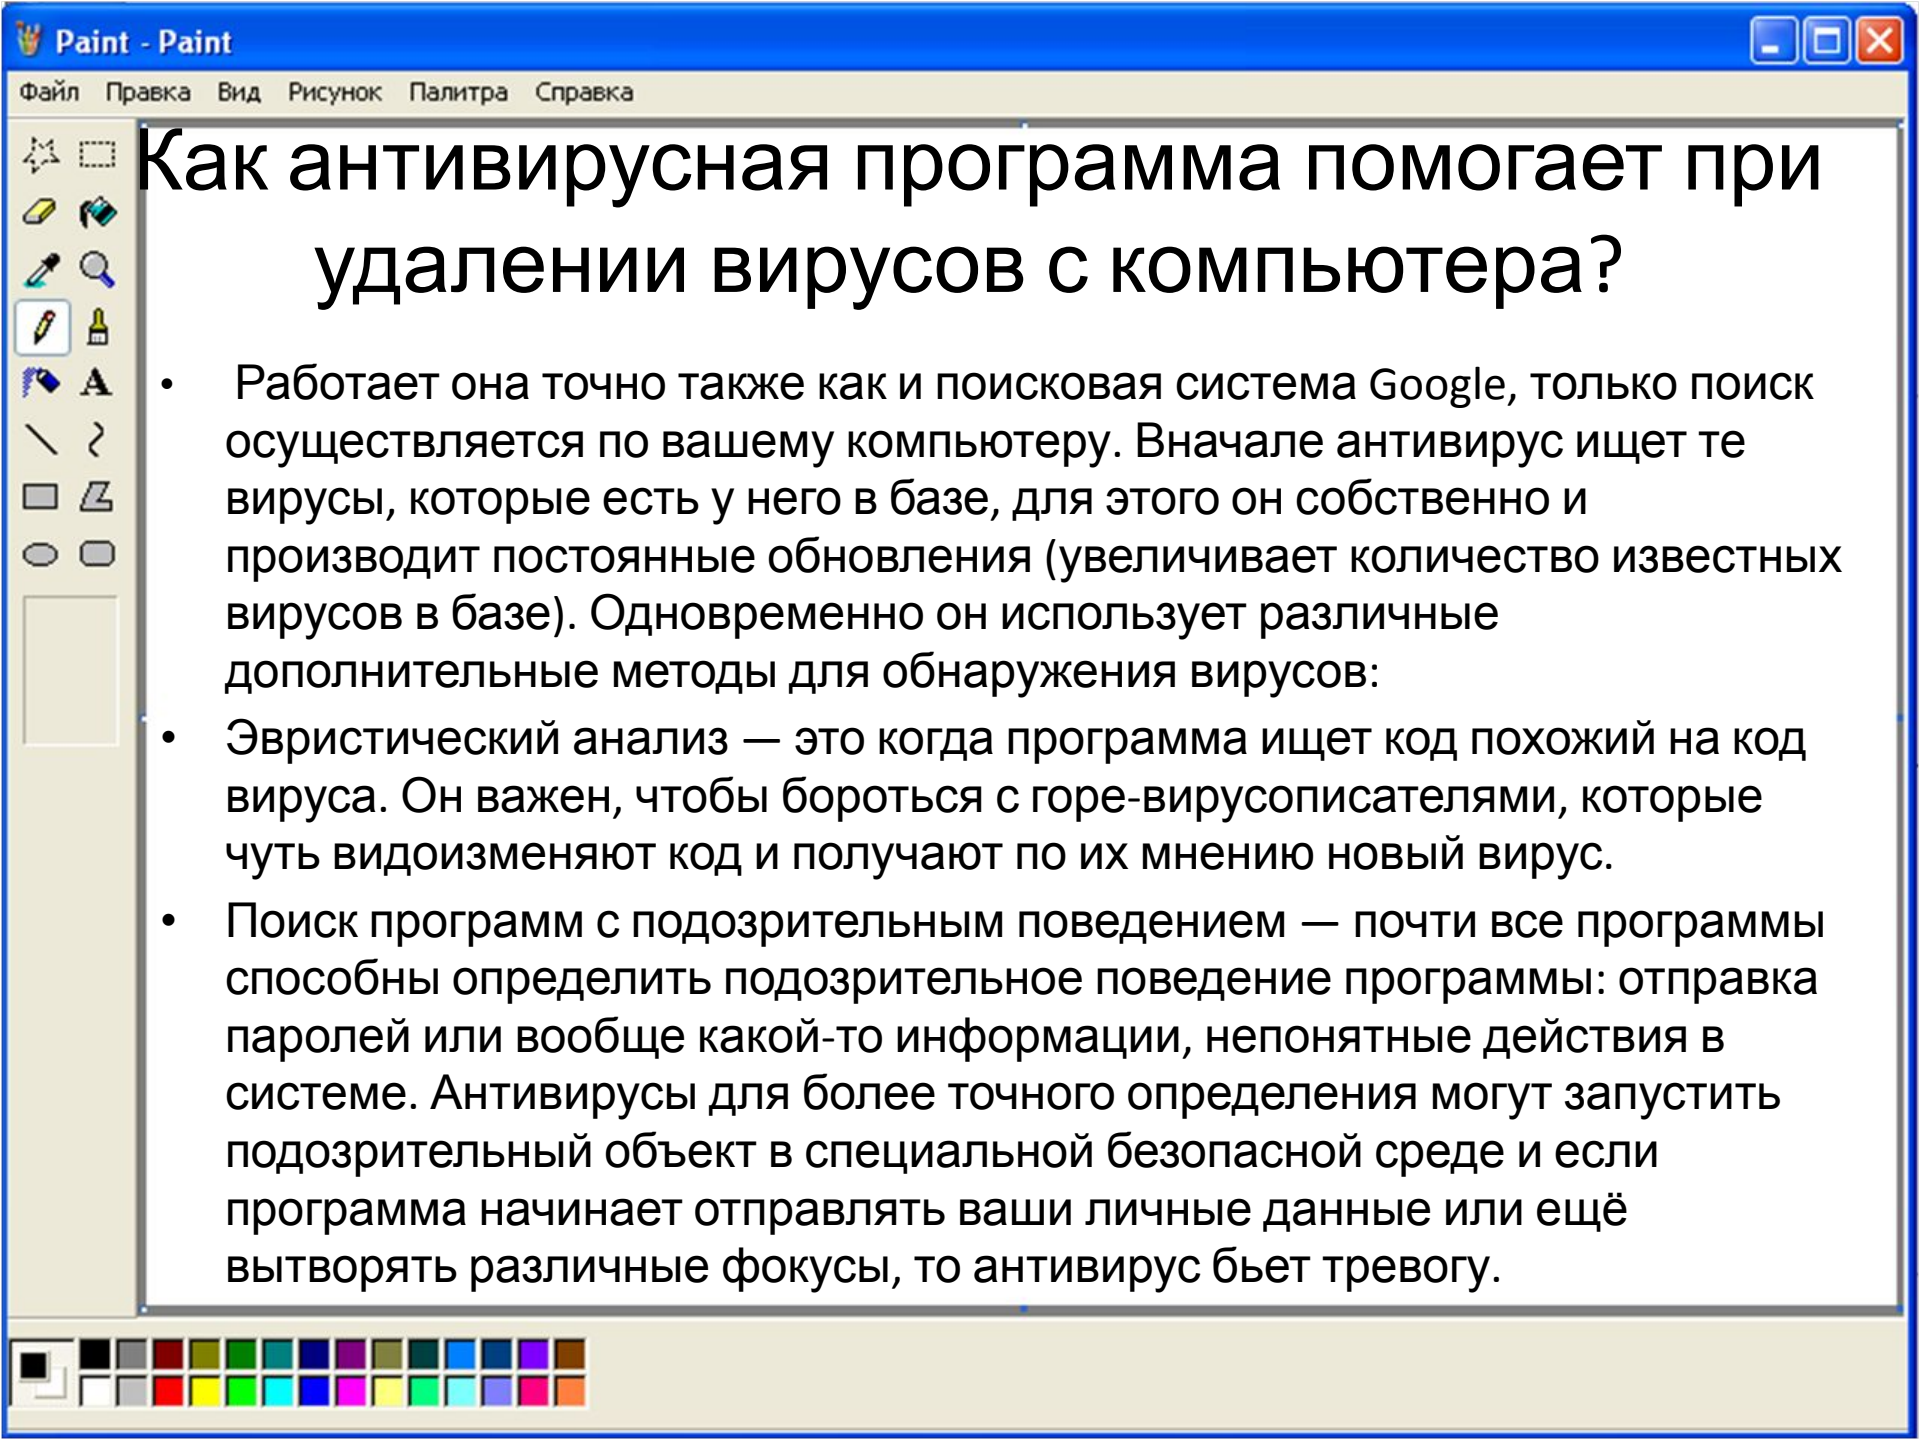 Paint - Paint
Файл Правка Вид Рисунок Палитра Справка
Как антивирусная программа помогает при
удалении вирусов с компьютера?
• Работает она точно также как и поисковая система Google, только поиск
осуществляется по вашему компьютеру. Вначале антивирус ищет те
вирусы, которые есть у него в базе, для этого он собственно и
производит постоянные обновления (увеличивает количество известных
вирусов в базе). Одновременно он использует различные
дополнительные методы для обнаружения вирусов:
• Эвристический анализ — это когда программа ищет код похожий на код
вируса. Он важен, чтобы бороться с горе-вирусописателями, которые
чуть видоизменяют код и получают по их мнению новый вирус.
• Поиск программ с подозрительным поведением — почти все программы
способны определить подозрительное поведение программы: отправка
паролей или вообще какой-то информации, непонятные действия в
системе. Антивирусы для более точного определения могут запустить
подозрительный объект в специальной безопасной среде и если
программа начинает отправлять ваши личные данные или ещё
вытворять различные фокусы, то антивирус бьет тревогу.